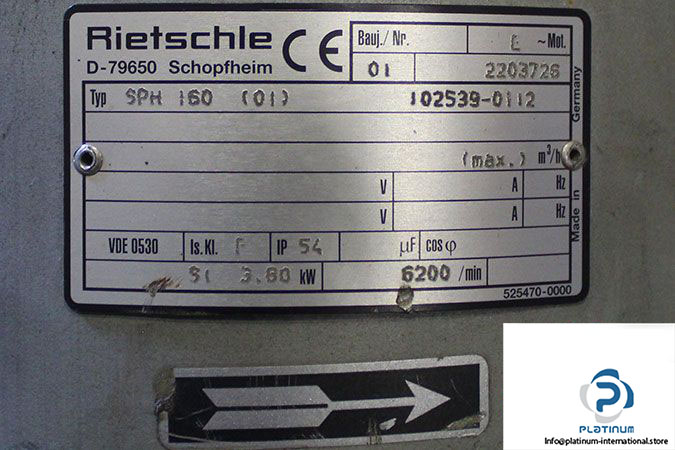 Rietschle CE
D-79650 Schopfheim
Bauj./ Nr. E ~Mot.
01 2203726
Typ SPH 160 (01) 102539-0112
(max.) m³/h
V A Hz
V A Hz
VDE 0530 Is. Kl. F IP 54 µF cos φ
3.80 kW 6200 /min
525470-0000
Made in Germany
PLATINUM
Info@platinum-international.store